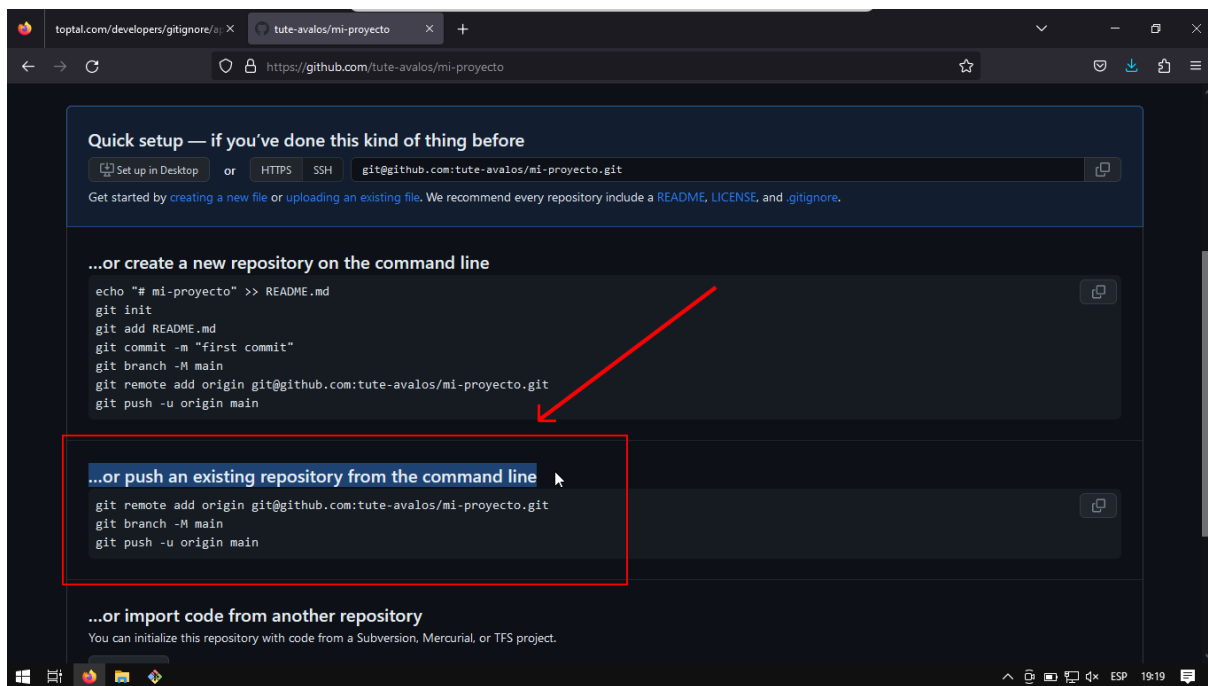 toptal.com/developers/gitignore/ap
tute-avalos/mi-proyecto
https://github.com/tute-avalos/mi-proyecto
Quick setup — if you've done this kind of thing before
Set up in Desktop or HTTPS SSH git@github.com:tute-avalos/mi-proyecto.git
Get started by creating a new file or uploading an existing file. We recommend every repository include a README, LICENSE, and .gitignore.
...or create a new repository on the command line
echo "# mi-proyecto" >> README.md
git init
git add README.md
git commit -m "first commit"
git branch -M main
git remote add origin git@github.com:tute-avalos/mi-proyecto.git
git push -u origin main
...or push an existing repository from the command line
git remote add origin git@github.com:tute-avalos/mi-proyecto.git
git branch -M main
git push -u origin main
...or import code from another repository
You can initialize this repository with code from a Subversion, Mercurial, or TFS project.
ESP 19:19